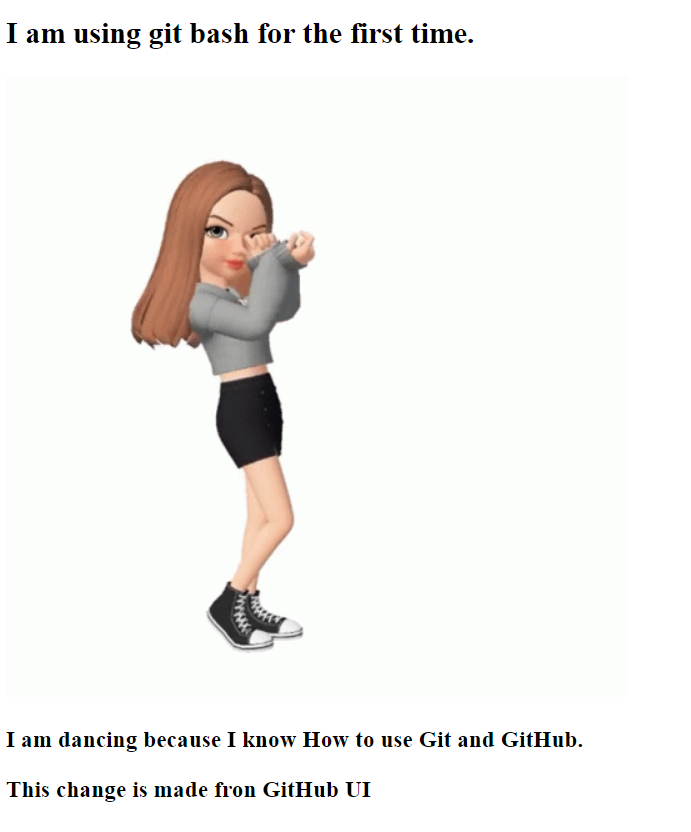 I am using git bash for the first time.
I am dancing because I know How to use Git and GitHub.
This change is made fron GitHub UI